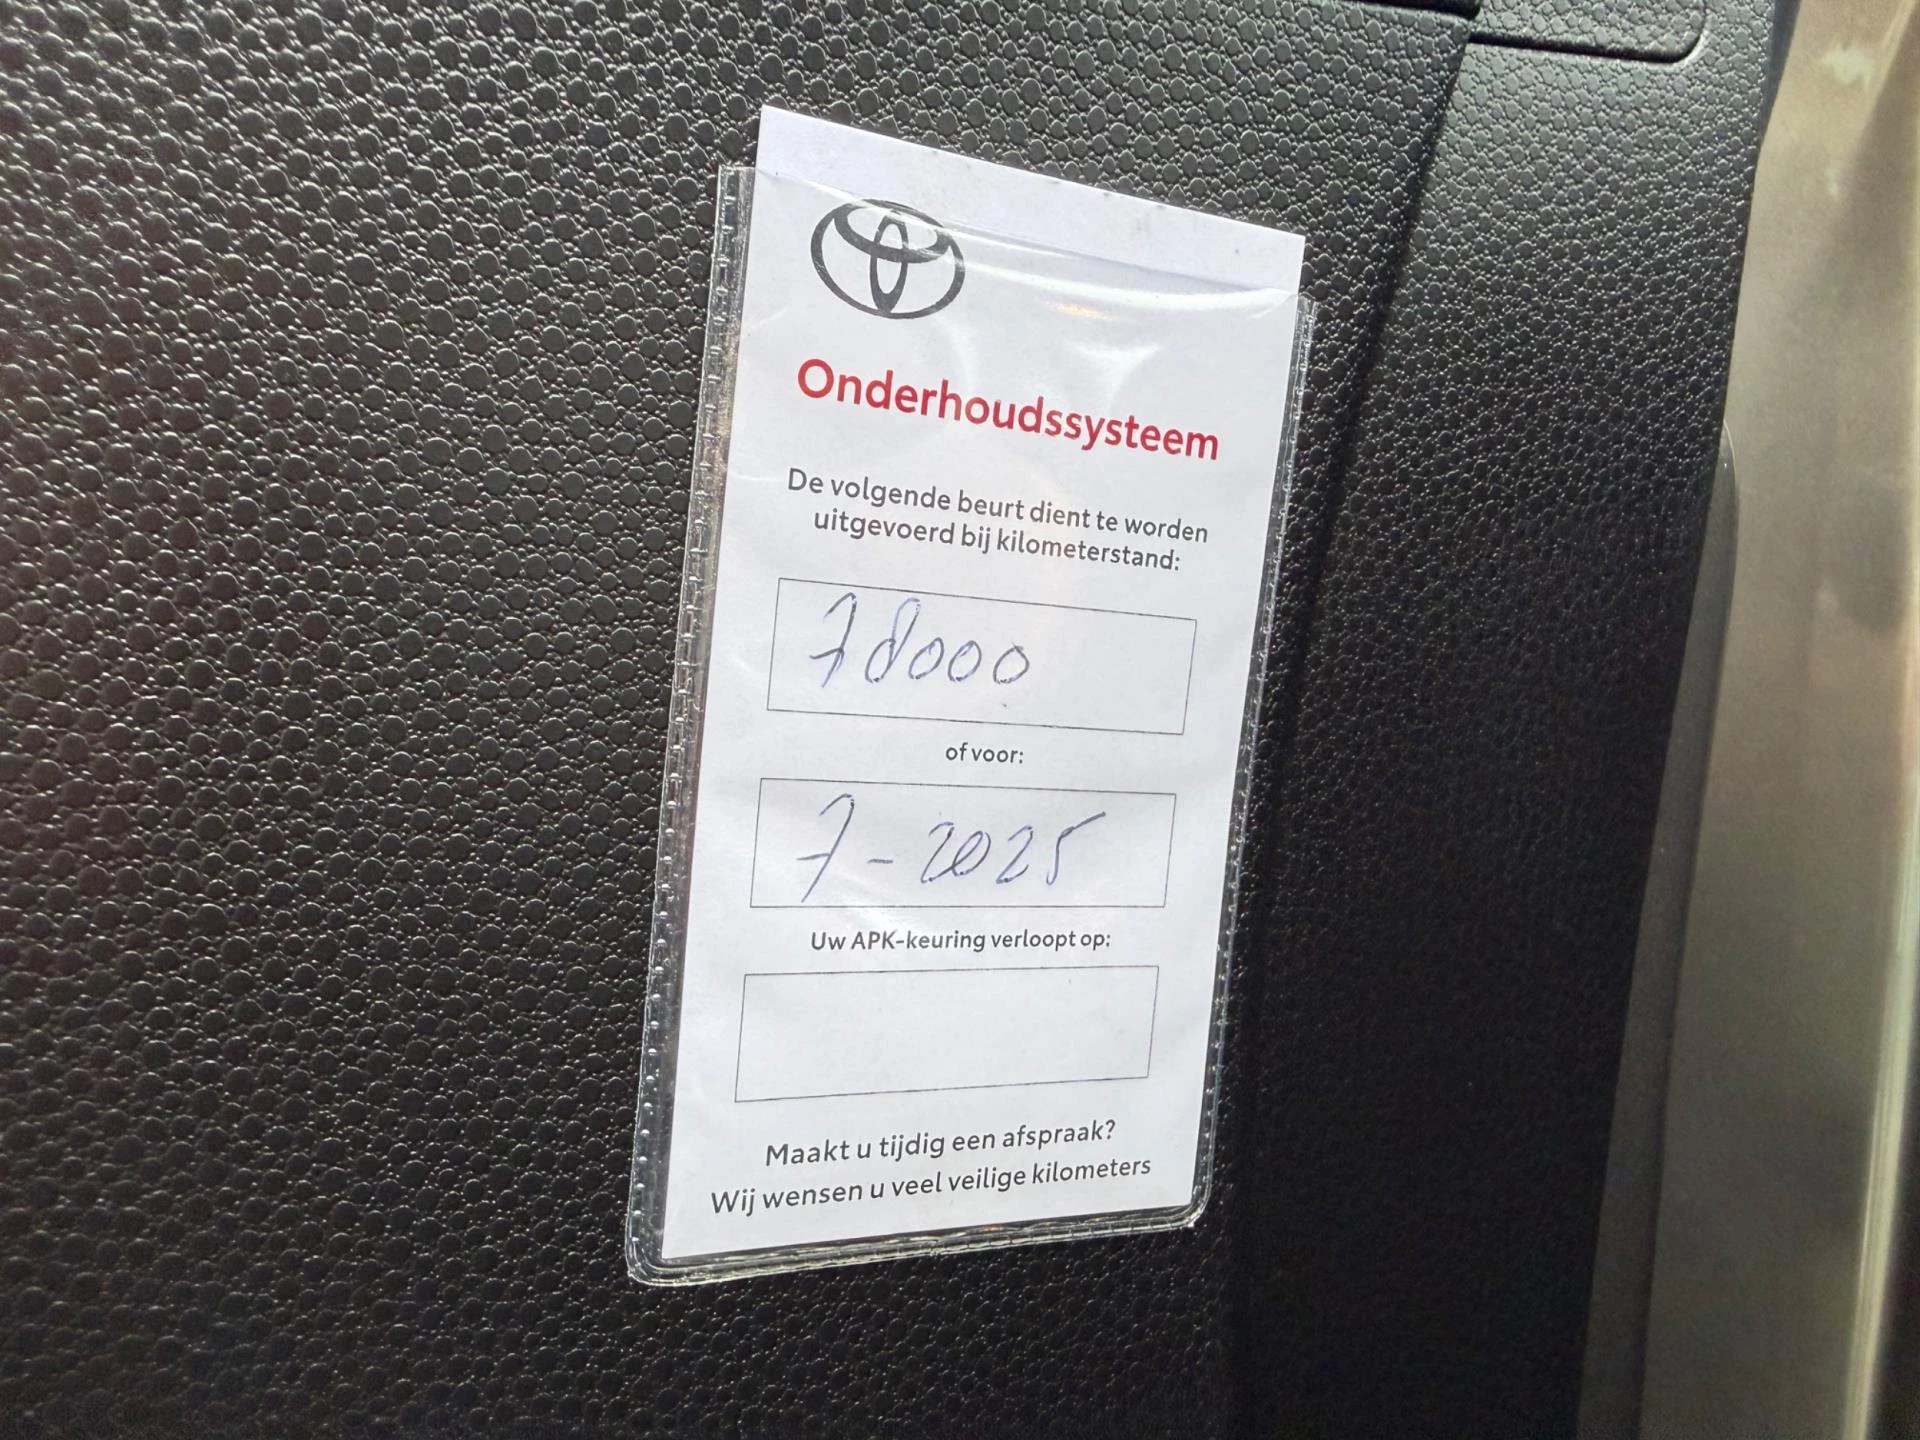 Onderhoudssysteem
De volgende beurt dient te worden
uitgevoerd bij kilometerstand:
78000
of voor:
7-2025
Uw APK-keuring verloopt op:
Maakt u tijdig een afspraak?
Wij wensen u veel veilige kilometers